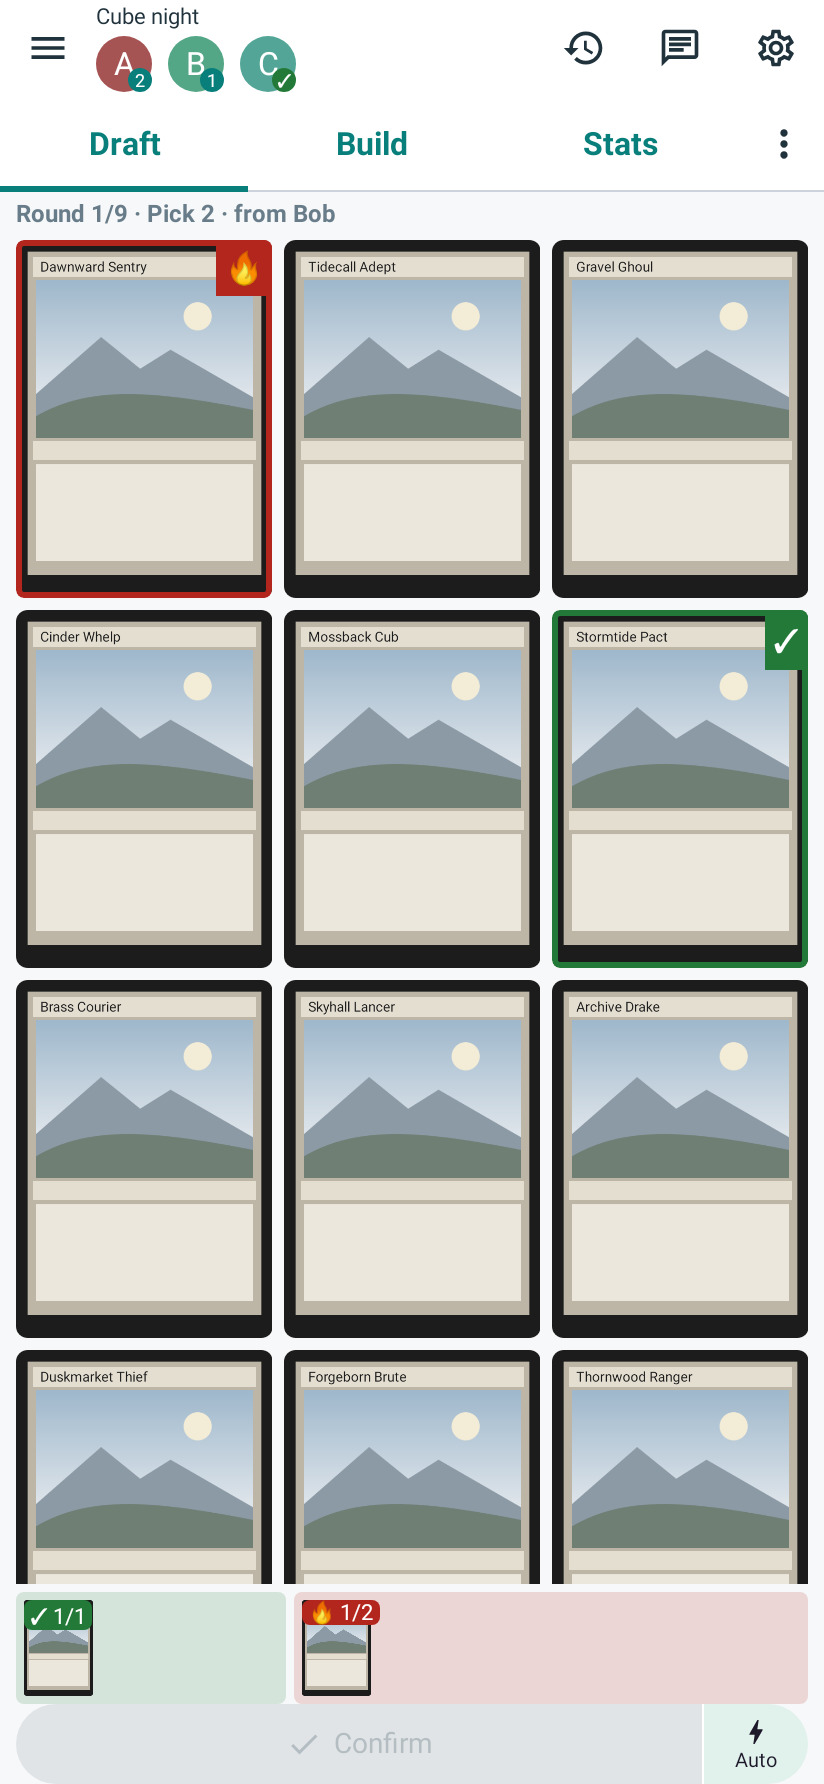 Cube night
A 2 B 1 C ✓
Draft Build Stats
Round 1/9 · Pick 2 · from Bob
Dawnward Sentry 🔥 Tidecall Adept Gravel Ghoul
Cinder Whelp Mossback Cub Stormtide Pact ✓
Brass Courier Skyhall Lancer Archive Drake
Duskmarket Thief Forgeborn Brute Thornwood Ranger
✓ 1/1 🔥 1/2
✓ Confirm
Auto